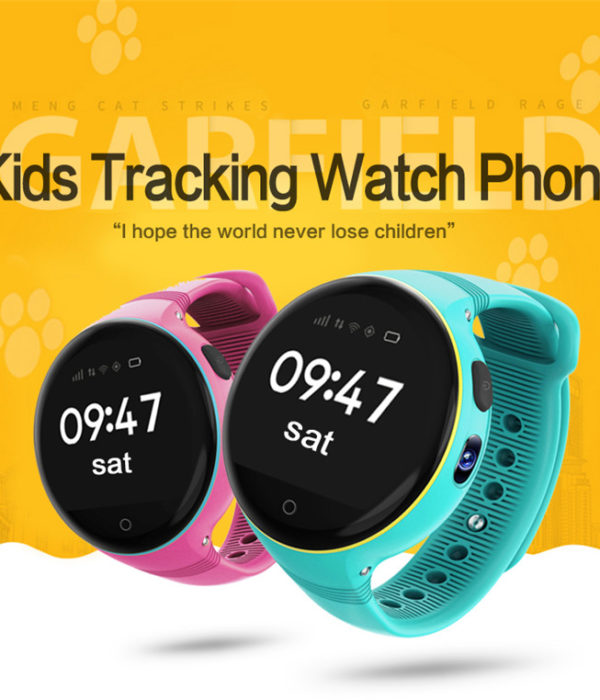 MENG CAT STRIKES GARFIELD RAGE
GARFIELD
Kids Tracking Watch Phon
“I hope the world never lose children”
09:47
sat
09:47
sat